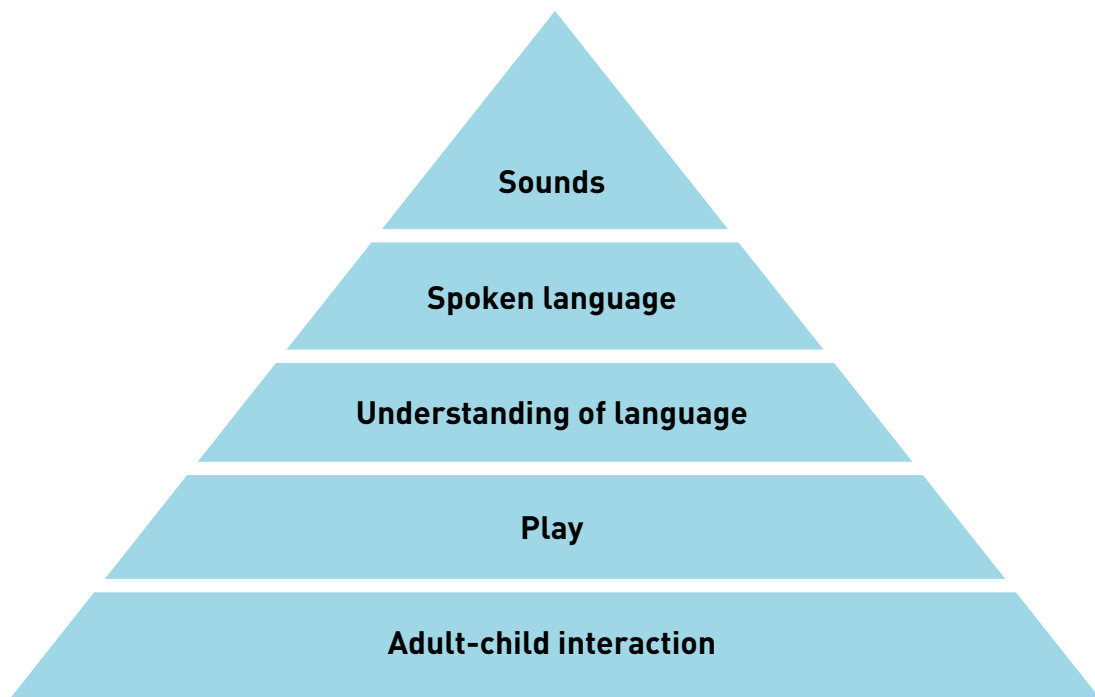 Sounds
Spoken language
Understanding of language
Play
Adult-child interaction